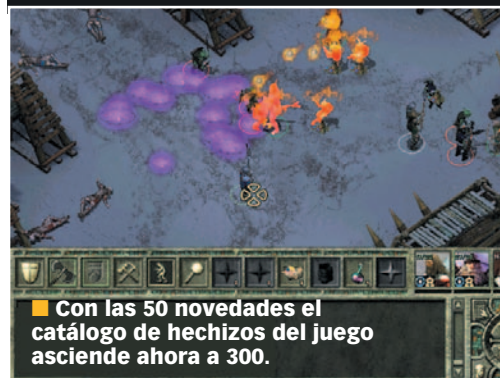 Con las 50 novedades el
catálogo de hechizos del juego
asciende ahora a 300.